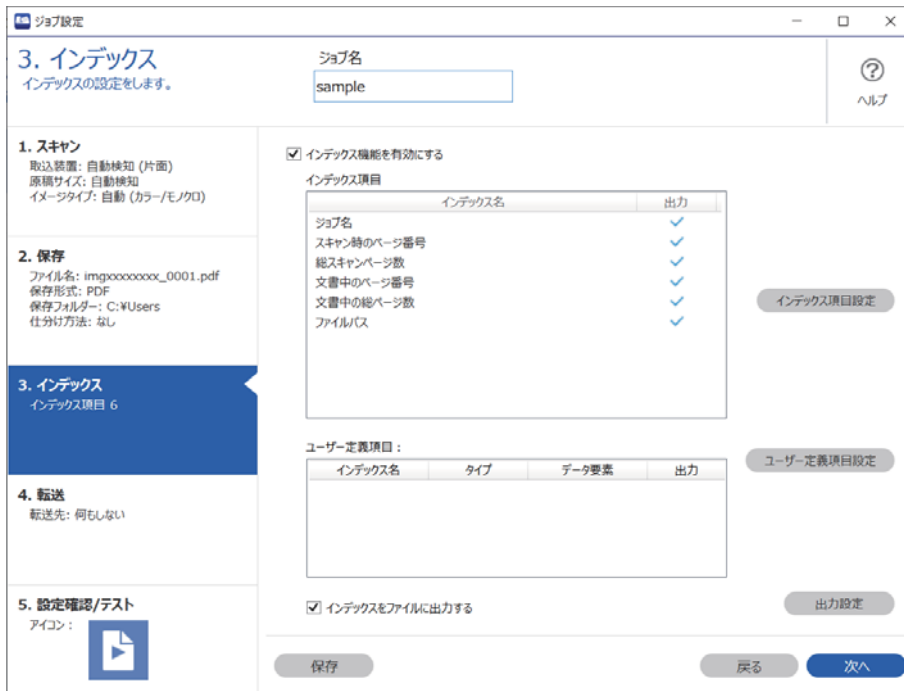 ジョブ設定
3. インデックス
インデックスの設定をします。
ジョブ名
sample
ヘルプ
1. スキャン
取込装置: 自動検知 (片面)
原稿サイズ: 自動検知
イメージタイプ: 自動 (カラー/モノクロ)
2. 保存
ファイル名: imgxxxxxxxx_0001.pdf
保存形式: PDF
保存フォルダー: C:¥Users
仕分け方法: なし
3. インデックス
インデックス項目 6
4. 転送
転送先: 何もしない
5. 設定確認/テスト
アイコン :
インデックス機能を有効にする
インデックス項目
インデックス名 出力
ジョブ名
スキャン時のページ番号
総スキャンページ数
文書中のページ番号
文書中の総ページ数
ファイルパス
インデックス項目設定
ユーザー定義項目 :
インデックス名 タイプ データ要素 出力
ユーザー定義項目設定
インデックスをファイルに出力する
出力設定
保存 戻る 次へ